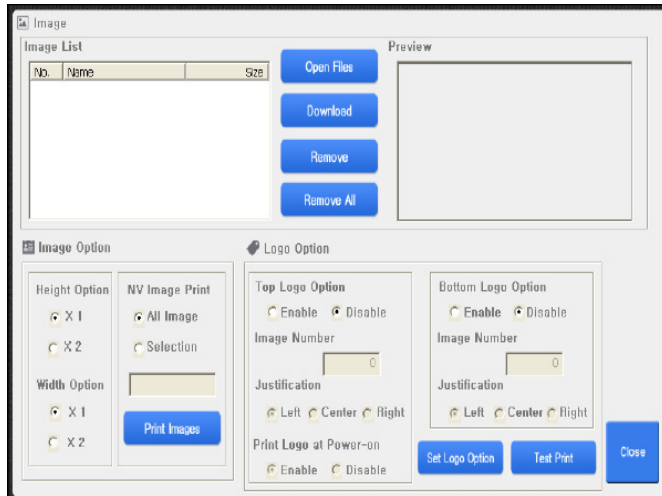 Image
Image List
No. Name Size
Open Files
Download
Remove
Remove All
Preview
Image Option
Height Option
X 1
X 2
Width Option
X 1
X 2
NV Image Print
All Image
Selection
Print Images
Logo Option
Top Logo Option
Enable Disable
Image Number
0
Justification
Left Center Right
Print Logo at Power-on
Enable Disable
Bottom Logo Option
Enable Disable
Image Number
0
Justification
Left Center Right
Set Logo Option
Test Print
Close